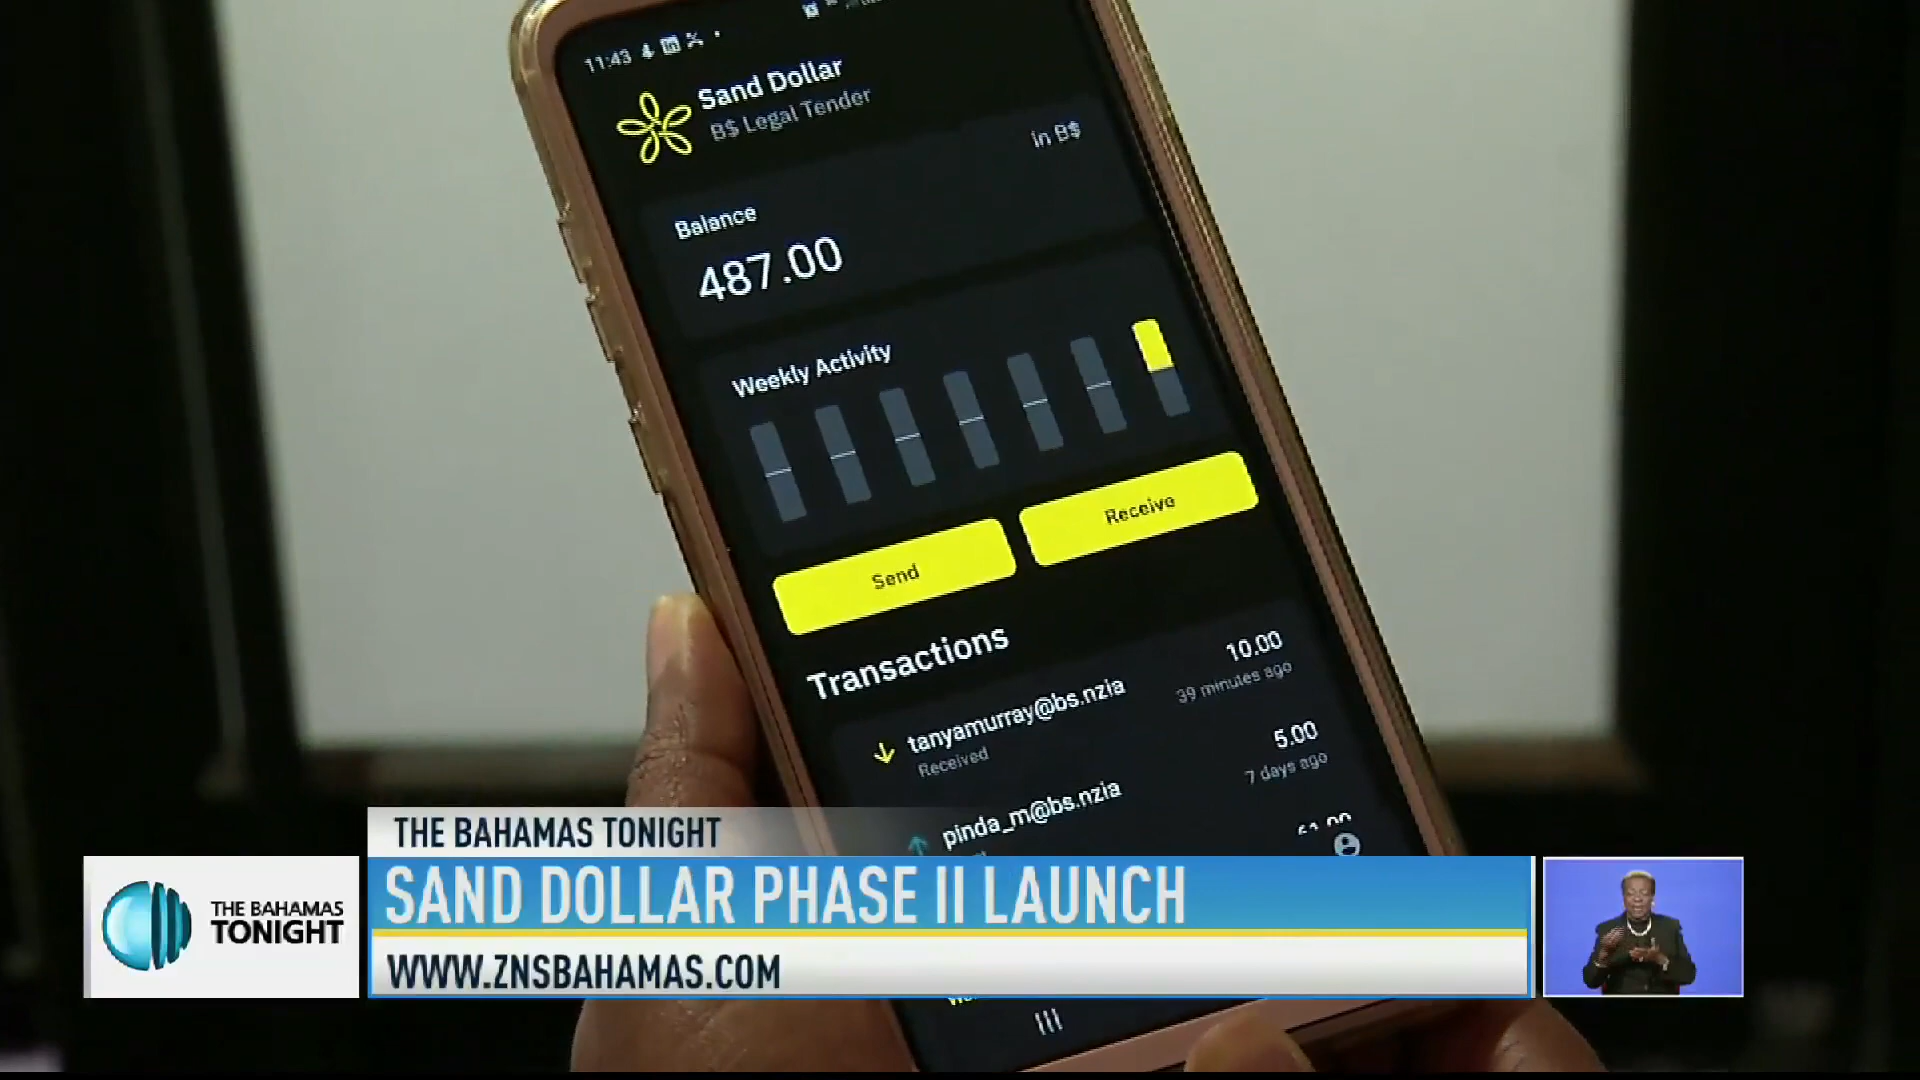 11:43
Sand Dollar
B$ Legal Tender
in B$
Balance
487.00
Weekly Activity
Send
Receive
Transactions
tanyamurray@bs.nzia
10.00
Received
39 minutes ago
pinda_m@bs.nzia
5.00
7 days ago
THE BAHAMAS TONIGHT
SAND DOLLAR PHASE II LAUNCH
WWW.ZNSBAHAMAS.COM
THE BAHAMAS
TONIGHT